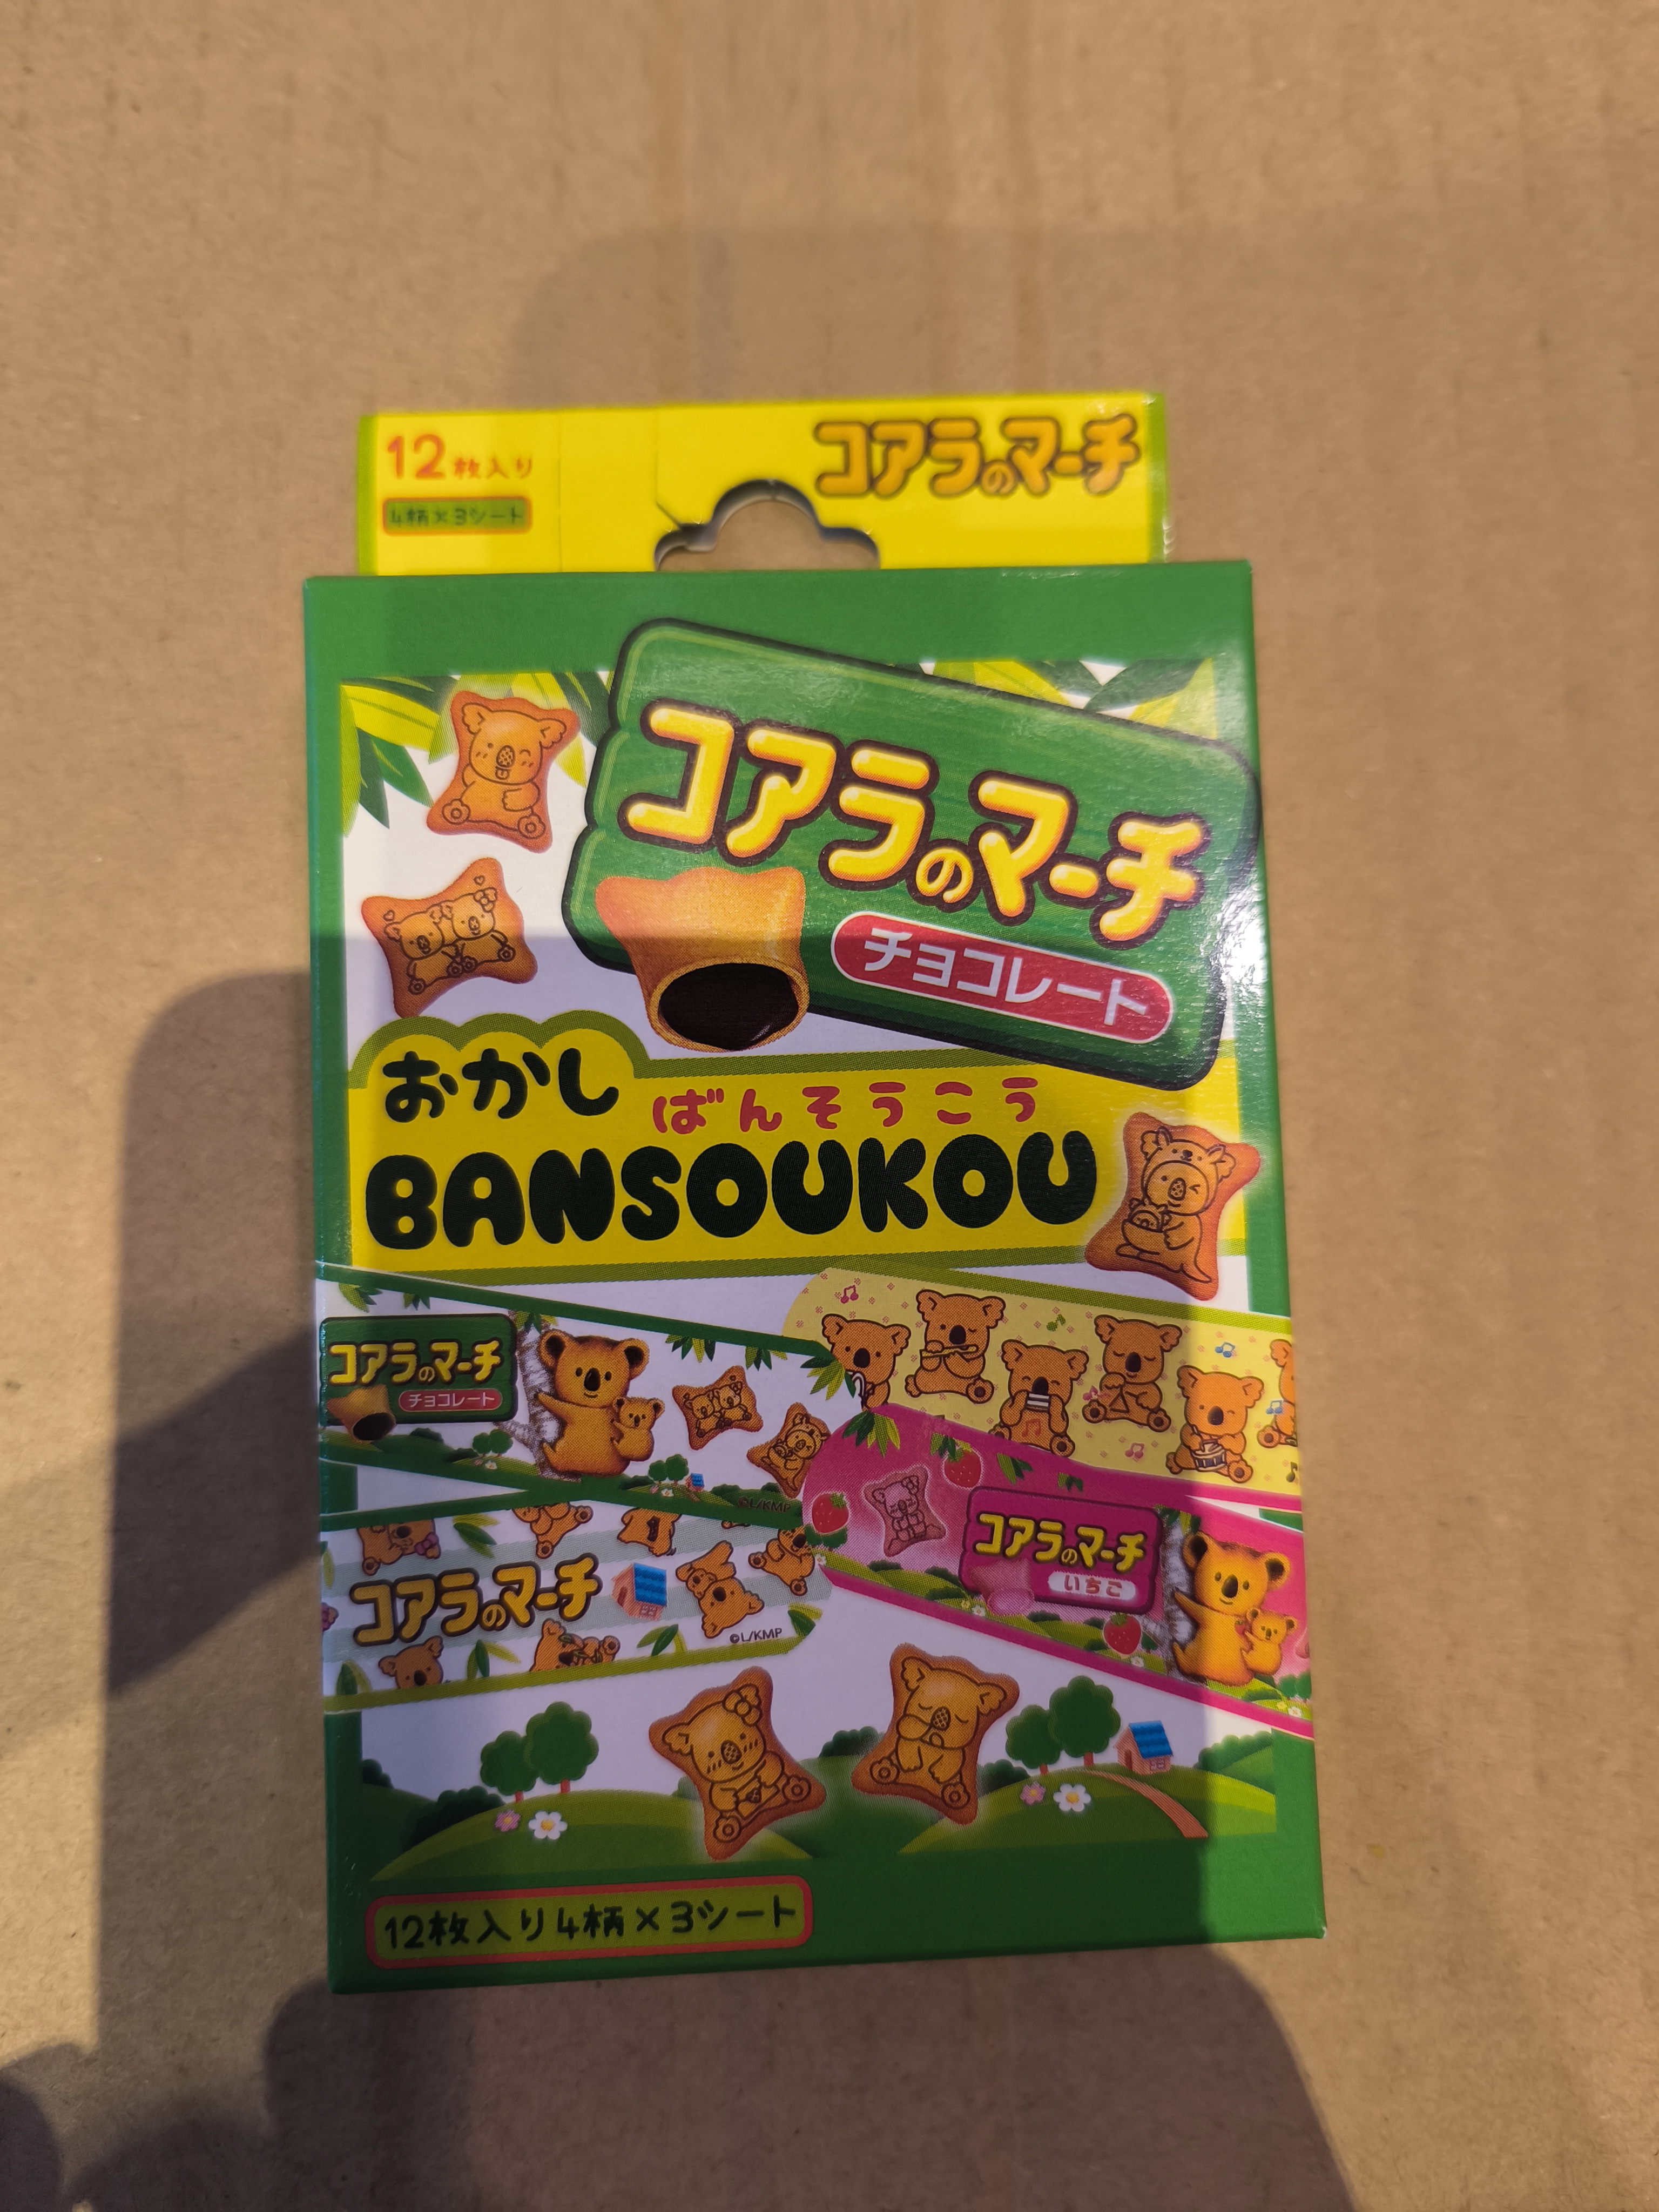 12枚入り
4柄×3シート
コアラのマーチ
コアラのマーチ
チョコレート
おかし
ばんそうこう
BANSOUKOU
コアラのマーチ
チョコレート
©L/KMP
コアラのマーチ
いちご
コアラのマーチ
©L/KMP
12枚入り4柄×3シート